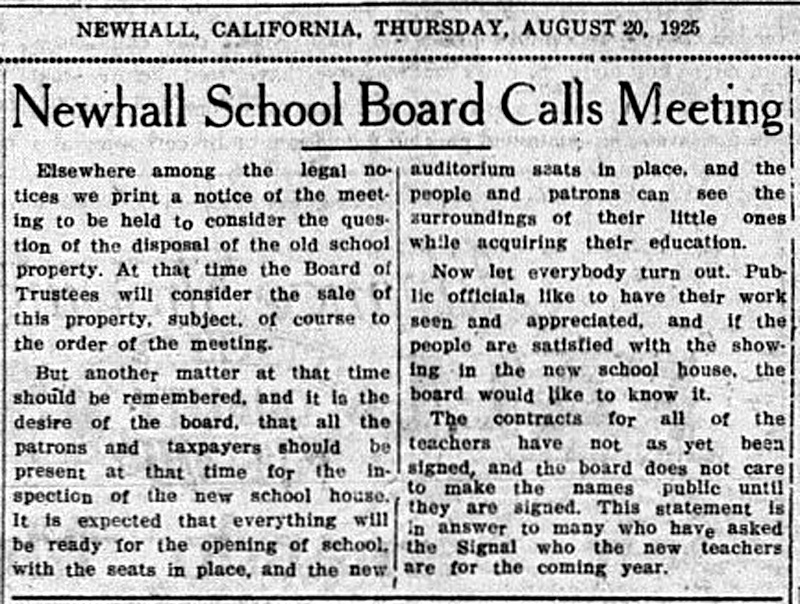 NEWHALL, CALIFORNIA, THURSDAY, AUGUST 20, 1925
Newhall School Board Calls Meeting
Elsewhere among the legal no-
tices we print a notice of the meet-
ing to be held to consider the ques-
tion of the disposal of the old school
property. At that time the Board of
Trustees will consider the sale of
this property, subject, of course to
the order of the meeting.
But another matter at that time
should be remembered, and it is the
desire of the board, that all the
patrons and taxpayers should be
present at that time for the in-
spection of the new school house.
It is expected that everything will
be ready for the opening of school,
with the seats in place, and the new
auditorium seats in place, and the
people and patrons can see the
surroundings of their little ones
while acquiring their education.
Now let everybody turn out. Pub-
lic officials like to have their work
seen and appreciated, and if the
people are satisfied with the show-
ing in the new school house, the
board would like to know it.
The contracts for all of the
teachers have not as yet been
signed, and the board does not care
to make the names public until
they are signed. This statement is
in answer to many who have asked
the Signal who the new teachers
are for the coming year.